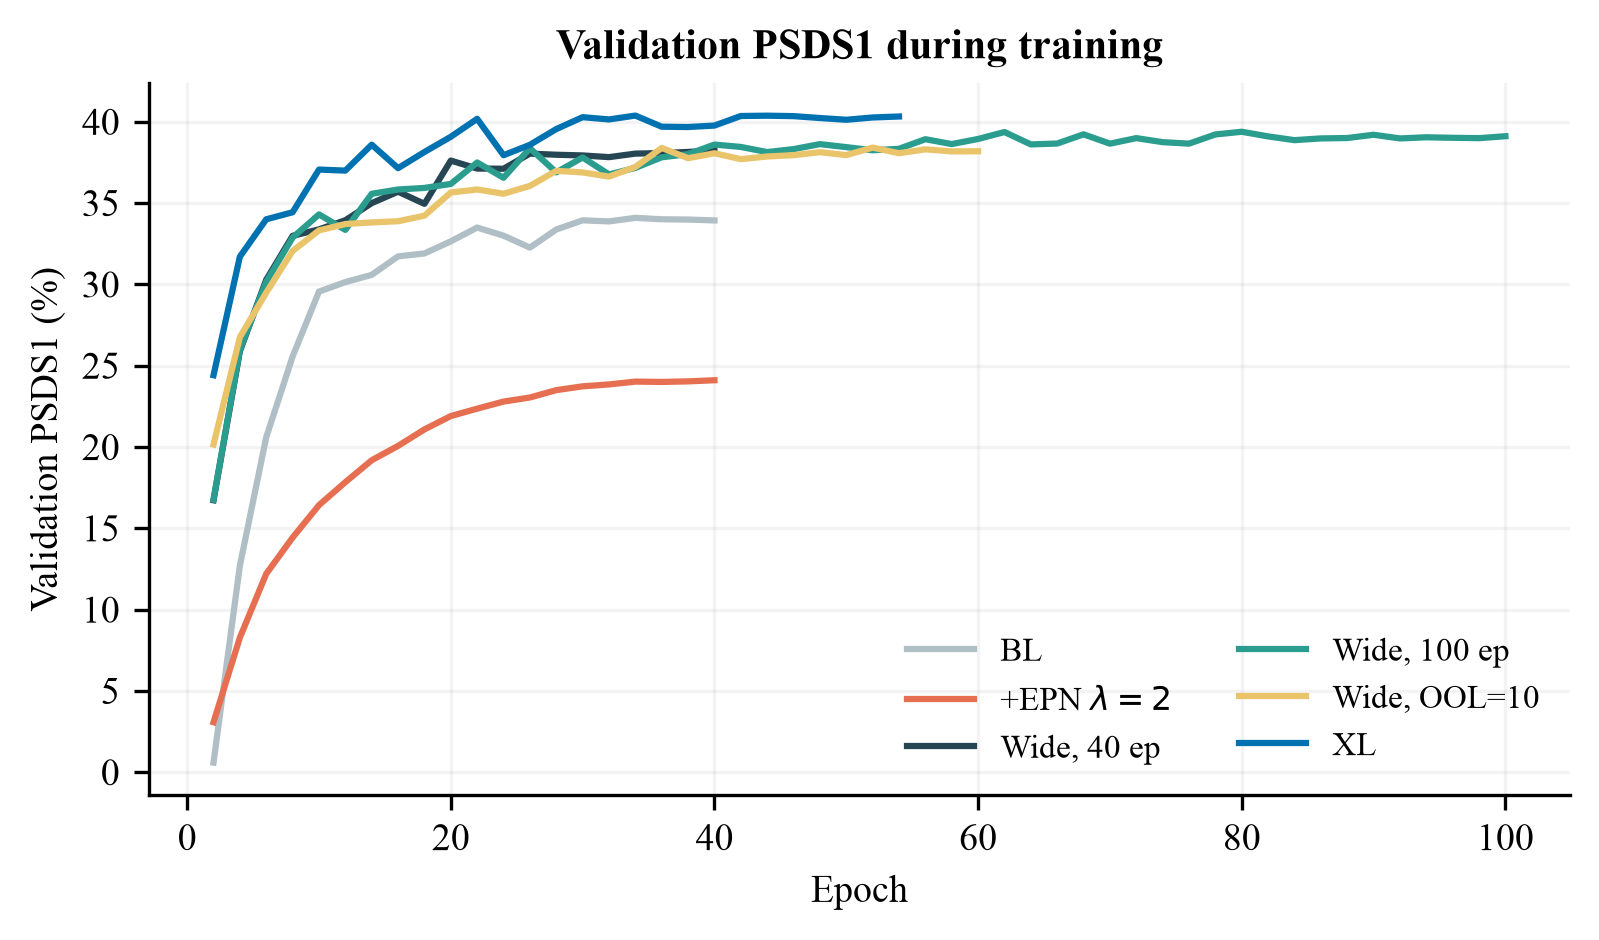 Validation PSDS1 during training
Validation PSDS1 (%)
40
35
30
25
20
15
10
5
0
0 20 40 60 80 100
Epoch
BL
+EPN λ = 2
Wide, 40 ep
Wide, 100 ep
Wide, OOL=10
XL